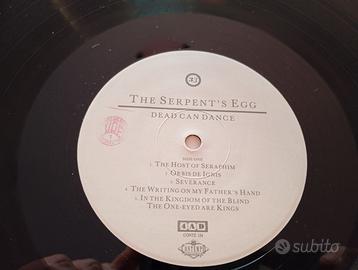 33
THE SERPENT'S EGG
DEAD CAN DANCE
SIDE ONE
1. THE HOST OF SERAPHIM
2. ORBIS DE IGNIS
3. SEVERANCE
4. THE WRITING ON MY FATHER'S HAND
5. IN THE KINGDOM OF THE BLIND
THE ONE-EYED ARE KINGS
4AD
subito